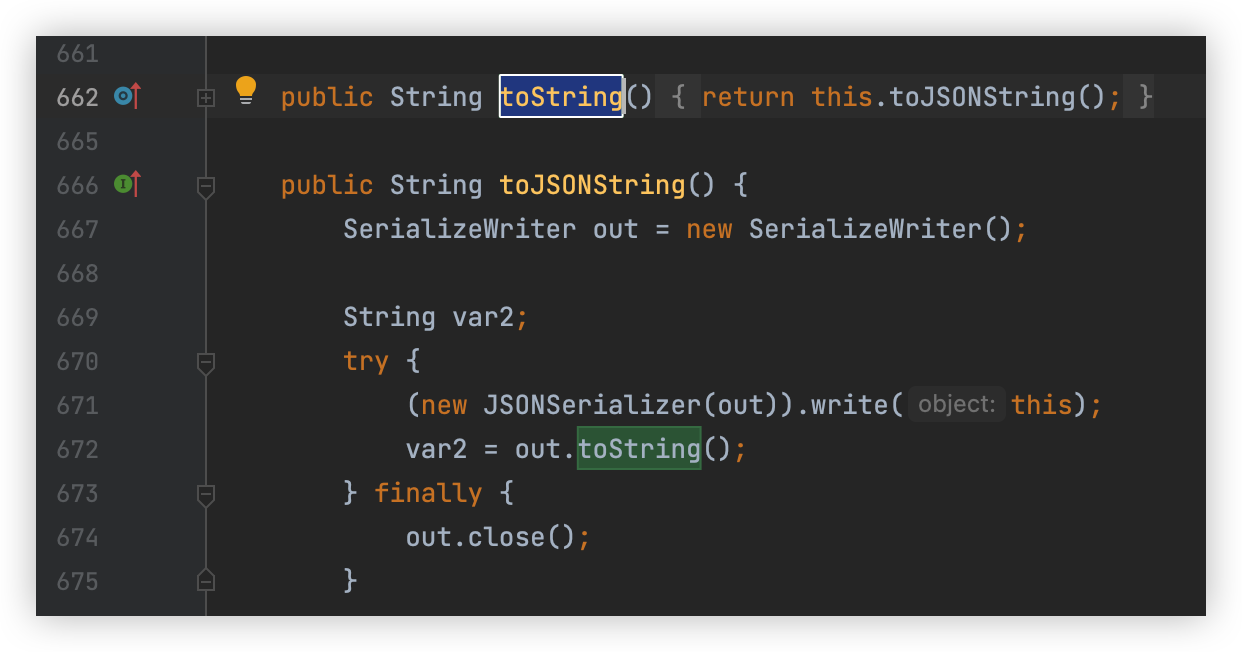 661
662 public String toString() { return this.toJSONString(); }
665
666 public String toJSONString() {
667 SerializeWriter out = new SerializeWriter();
668
669 String var2;
670 try {
671 (new JSONSerializer(out)).write( object: this);
672 var2 = out.toString();
673 } finally {
674 out.close();
675 }